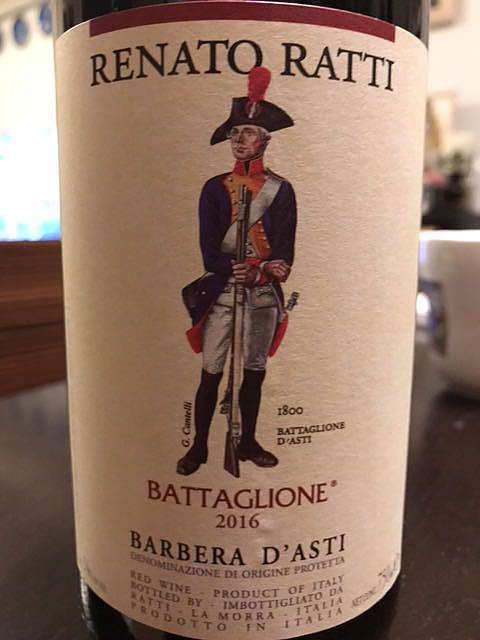 RENATO RATTI
G. Cantelli
1800
BATTAGLIONE
D'ASTI
BATTAGLIONE®
2016
BARBERA D'ASTI
DENOMINAZIONE DI ORIGINE PROTETTA
RED WINE · PRODUCT OF ITALY
BOTTLED BY · IMBOTTIGLIATO DA
RATTI · LA MORRA · ITALIA
PRODOTTO IN ITALIA